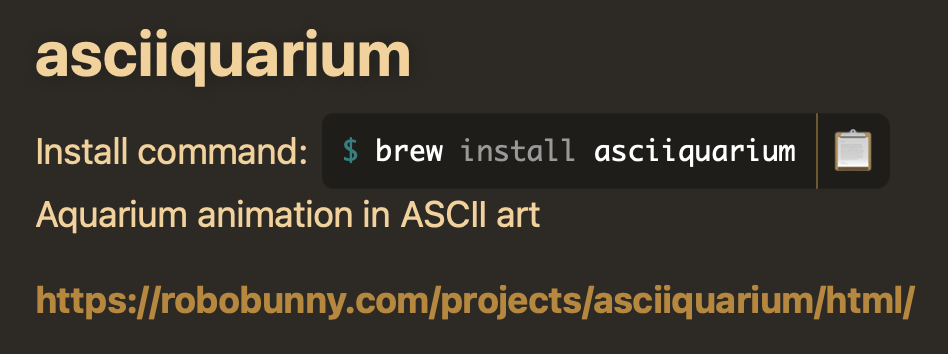 asciiquarium
Install command: $ brew install asciiquarium
Aquarium animation in ASCII art
https://robobunny.com/projects/asciiquarium/html/